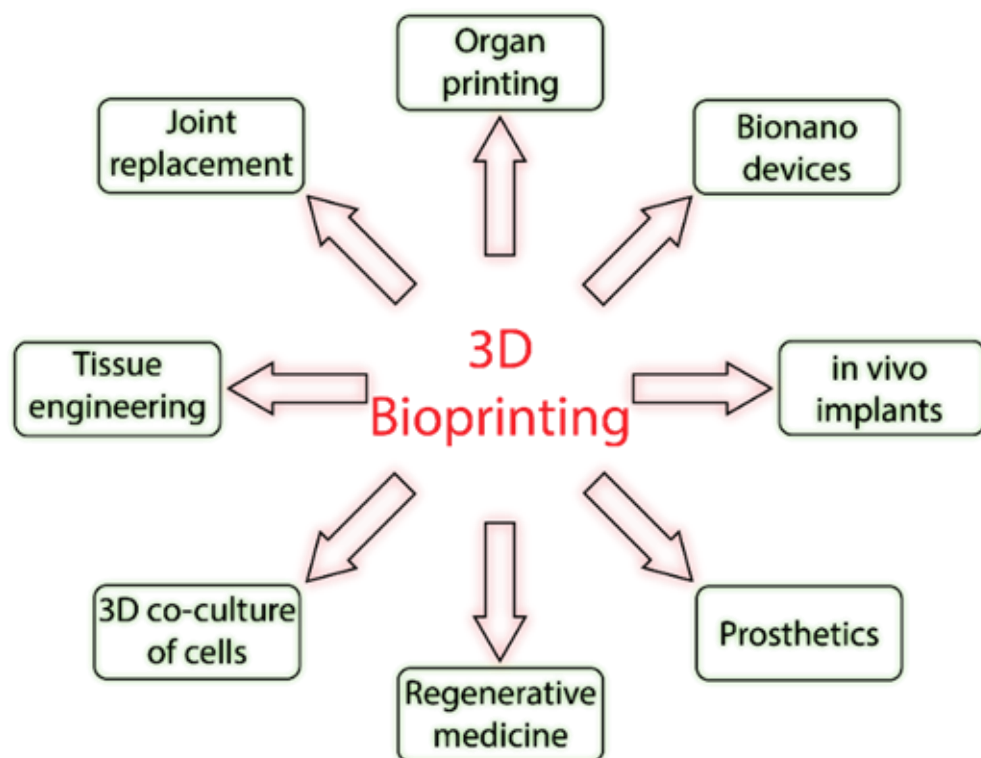 Organ
printing
Joint
replacement
Bionano
devices
3D
Bioprinting
Tissue
engineering
in vivo
implants
3D co-culture
of cells
Prosthetics
Regenerative
medicine